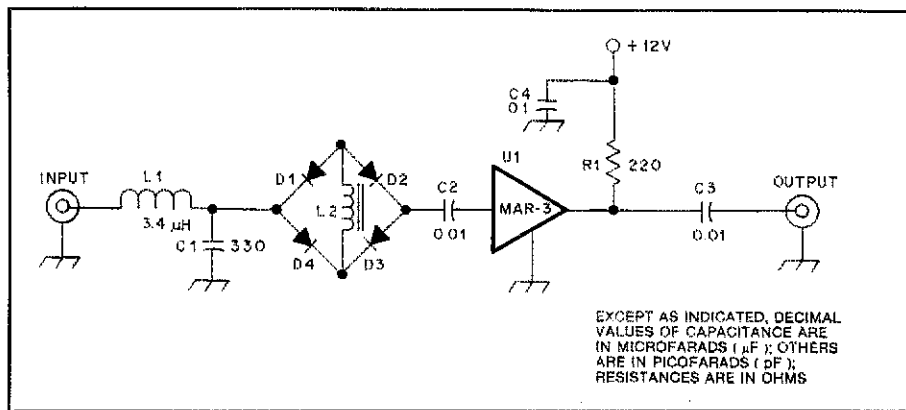 +12V
C4
0.1
U1
R1
220
INPUT
L1
3.4 µH
C1
330
D1
D2
L2
D4
D3
C2
0.01
MAR-3
C3
0.01
OUTPUT
EXCEPT AS INDICATED, DECIMAL
VALUES OF CAPACITANCE ARE
IN MICROFARADS ( µF ); OTHERS
ARE IN PICOFARADS ( pF );
RESISTANCES ARE IN OHMS